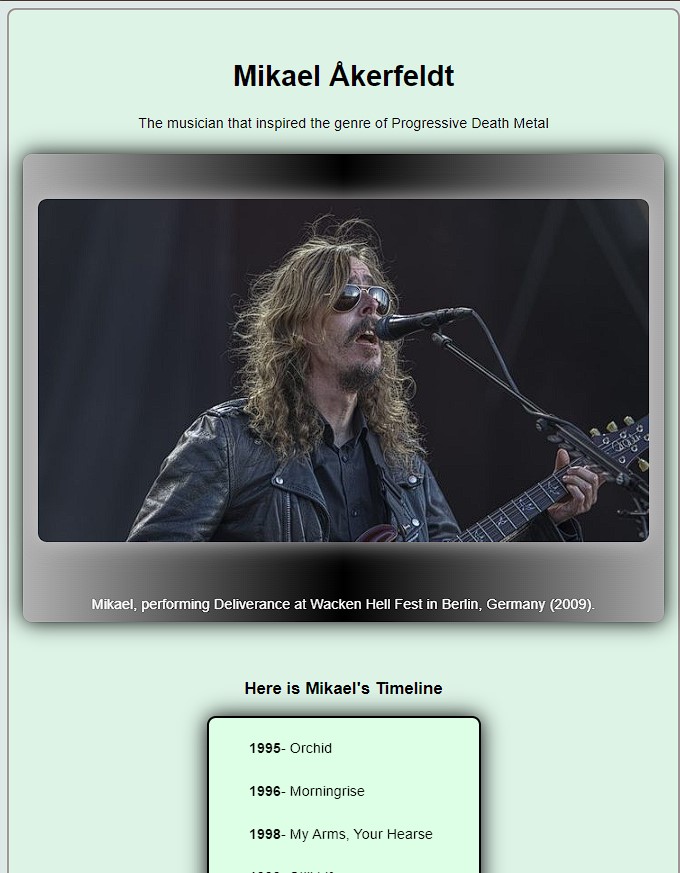 Mikael Åkerfeldt
The musician that inspired the genre of Progressive Death Metal
Mikael, performing Deliverance at Wacken Hell Fest in Berlin, Germany (2009).
Here is Mikael's Timeline
1995- Orchid
1996- Morningrise
1998- My Arms, Your Hearse